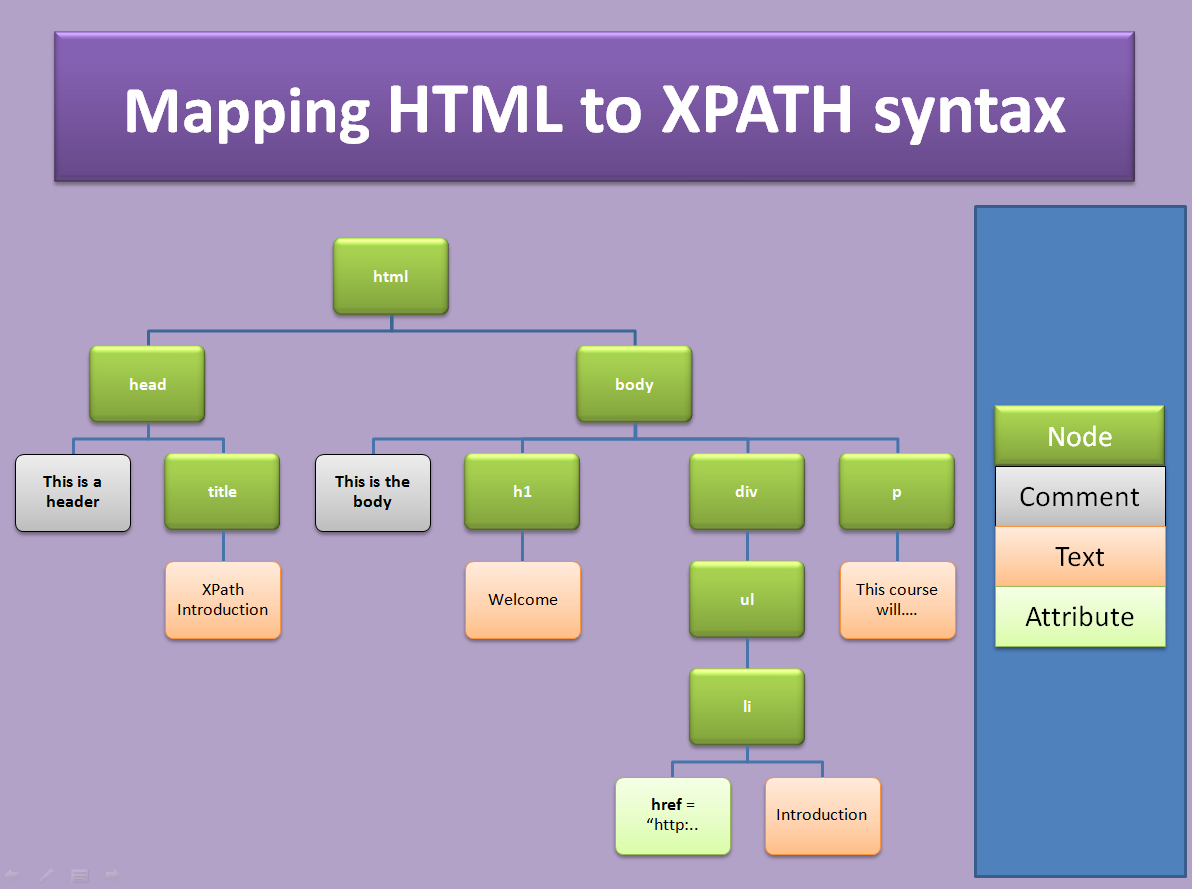 Mapping HTML to XPATH syntax
html
head
body
This is a
header
title
This is the
body
h1
div
p
XPath
Introduction
Welcome
ul
This course
will....
li
href =
“http:..
Introduction
Node
Comment
Text
Attribute